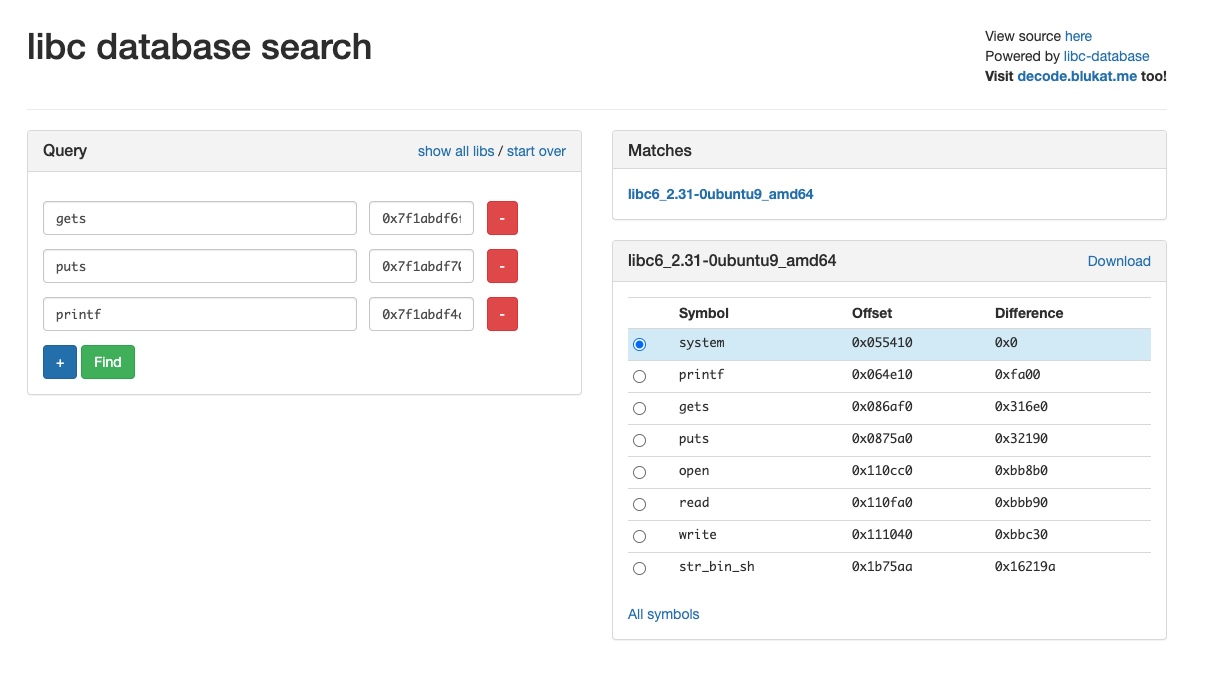 libc database search
View source here
Powered by libc-database
Visit decode.blukat.me too!
Query
show all libs / start over
gets 0x7f1abdf6
-
puts 0x7f1abdf7
-
printf 0x7f1abdf4
-
+
Find
Matches
libc6_2.31-0ubuntu9_amd64
libc6_2.31-0ubuntu9_amd64
Download
Symbol Offset Difference
system 0x055410 0x0
printf 0x064e10 0xfa00
gets 0x086af0 0x316e0
puts 0x0875a0 0x32190
open 0x110cc0 0xbb8b0
read 0x110fa0 0xbbb90
write 0x111040 0xbbc30
str_bin_sh 0x1b75aa 0x16219a
All symbols